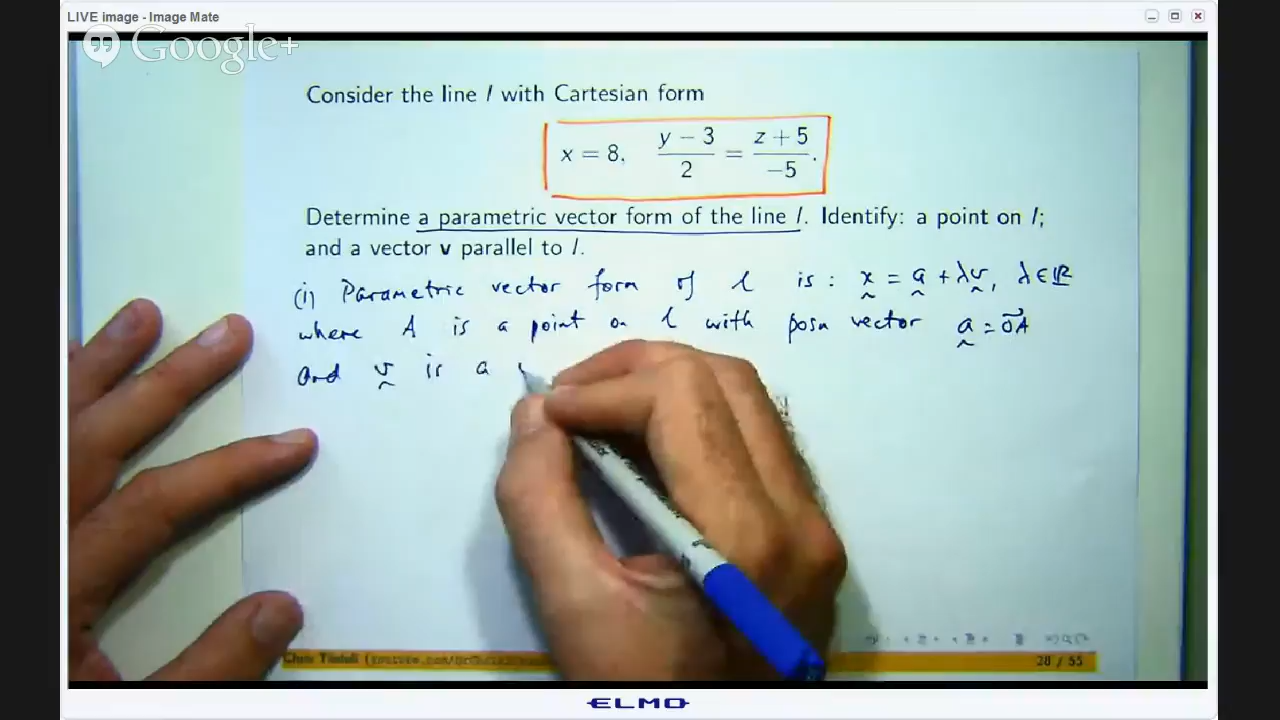 LIVE image - Image Mate
Google+
Consider the line l with Cartesian form
x = 8, (y − 3)/2 = (z + 5)/−5.
Determine a parametric vector form of the line l. Identify: a point on l;
and a vector v parallel to l.
(i) Parametric vector form of l is : x = a + λv, λ ∈ ℝ
where A is a point on l with posn vector a = OA
and v is a
28 / 55
ELMO